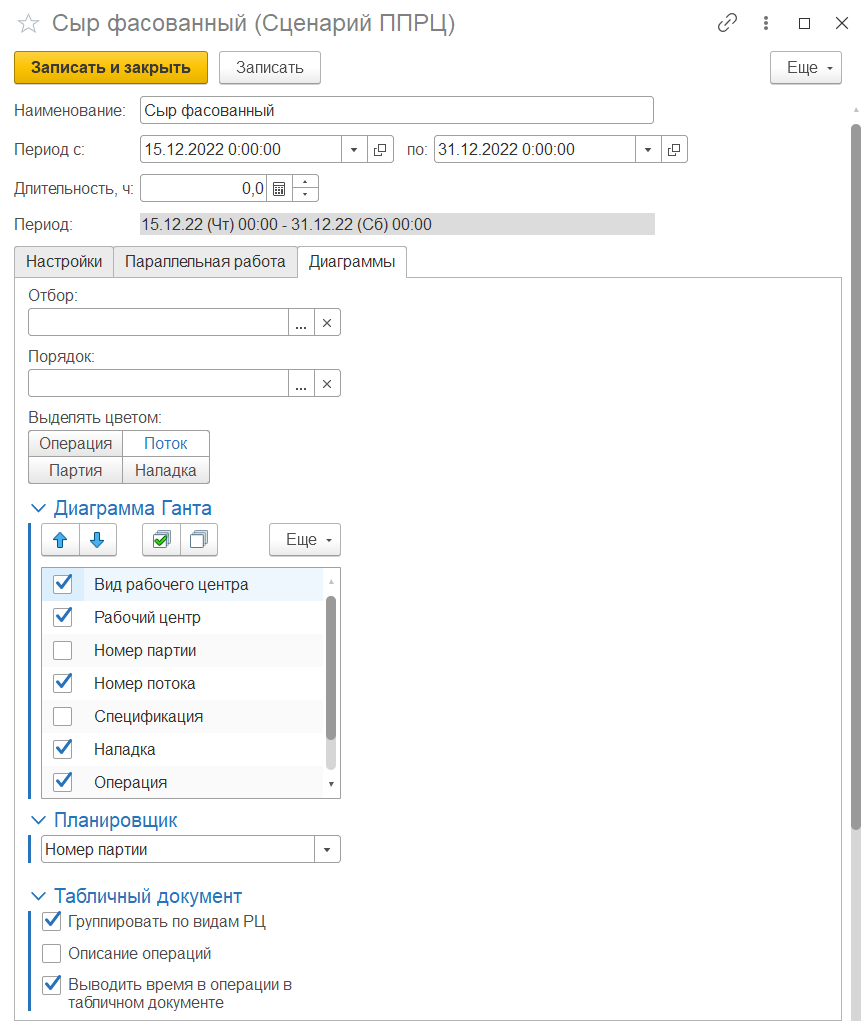 Сыр фасованный (Сценарий ППРЦ)
Записать и закрыть Записать Еще
Наименование: Сыр фасованный
Период с: 15.12.2022 0:00:00 по: 31.12.2022 0:00:00
Длительность, ч: 0,0
Период: 15.12.22 (Чт) 00:00 - 31.12.22 (Сб) 00:00
Настройки Параллельная работа Диаграммы
Отбор:
...
Порядок:
...
Выделять цветом:
Операция Поток
Партия Наладка
Диаграмма Ганта
Еще
Вид рабочего центра
Рабочий центр
Номер партии
Номер потока
Спецификация
Наладка
Операция
Планировщик
Номер партии
Табличный документ
Группировать по видам РЦ
Описание операций
Выводить время в операции в
табличном документе